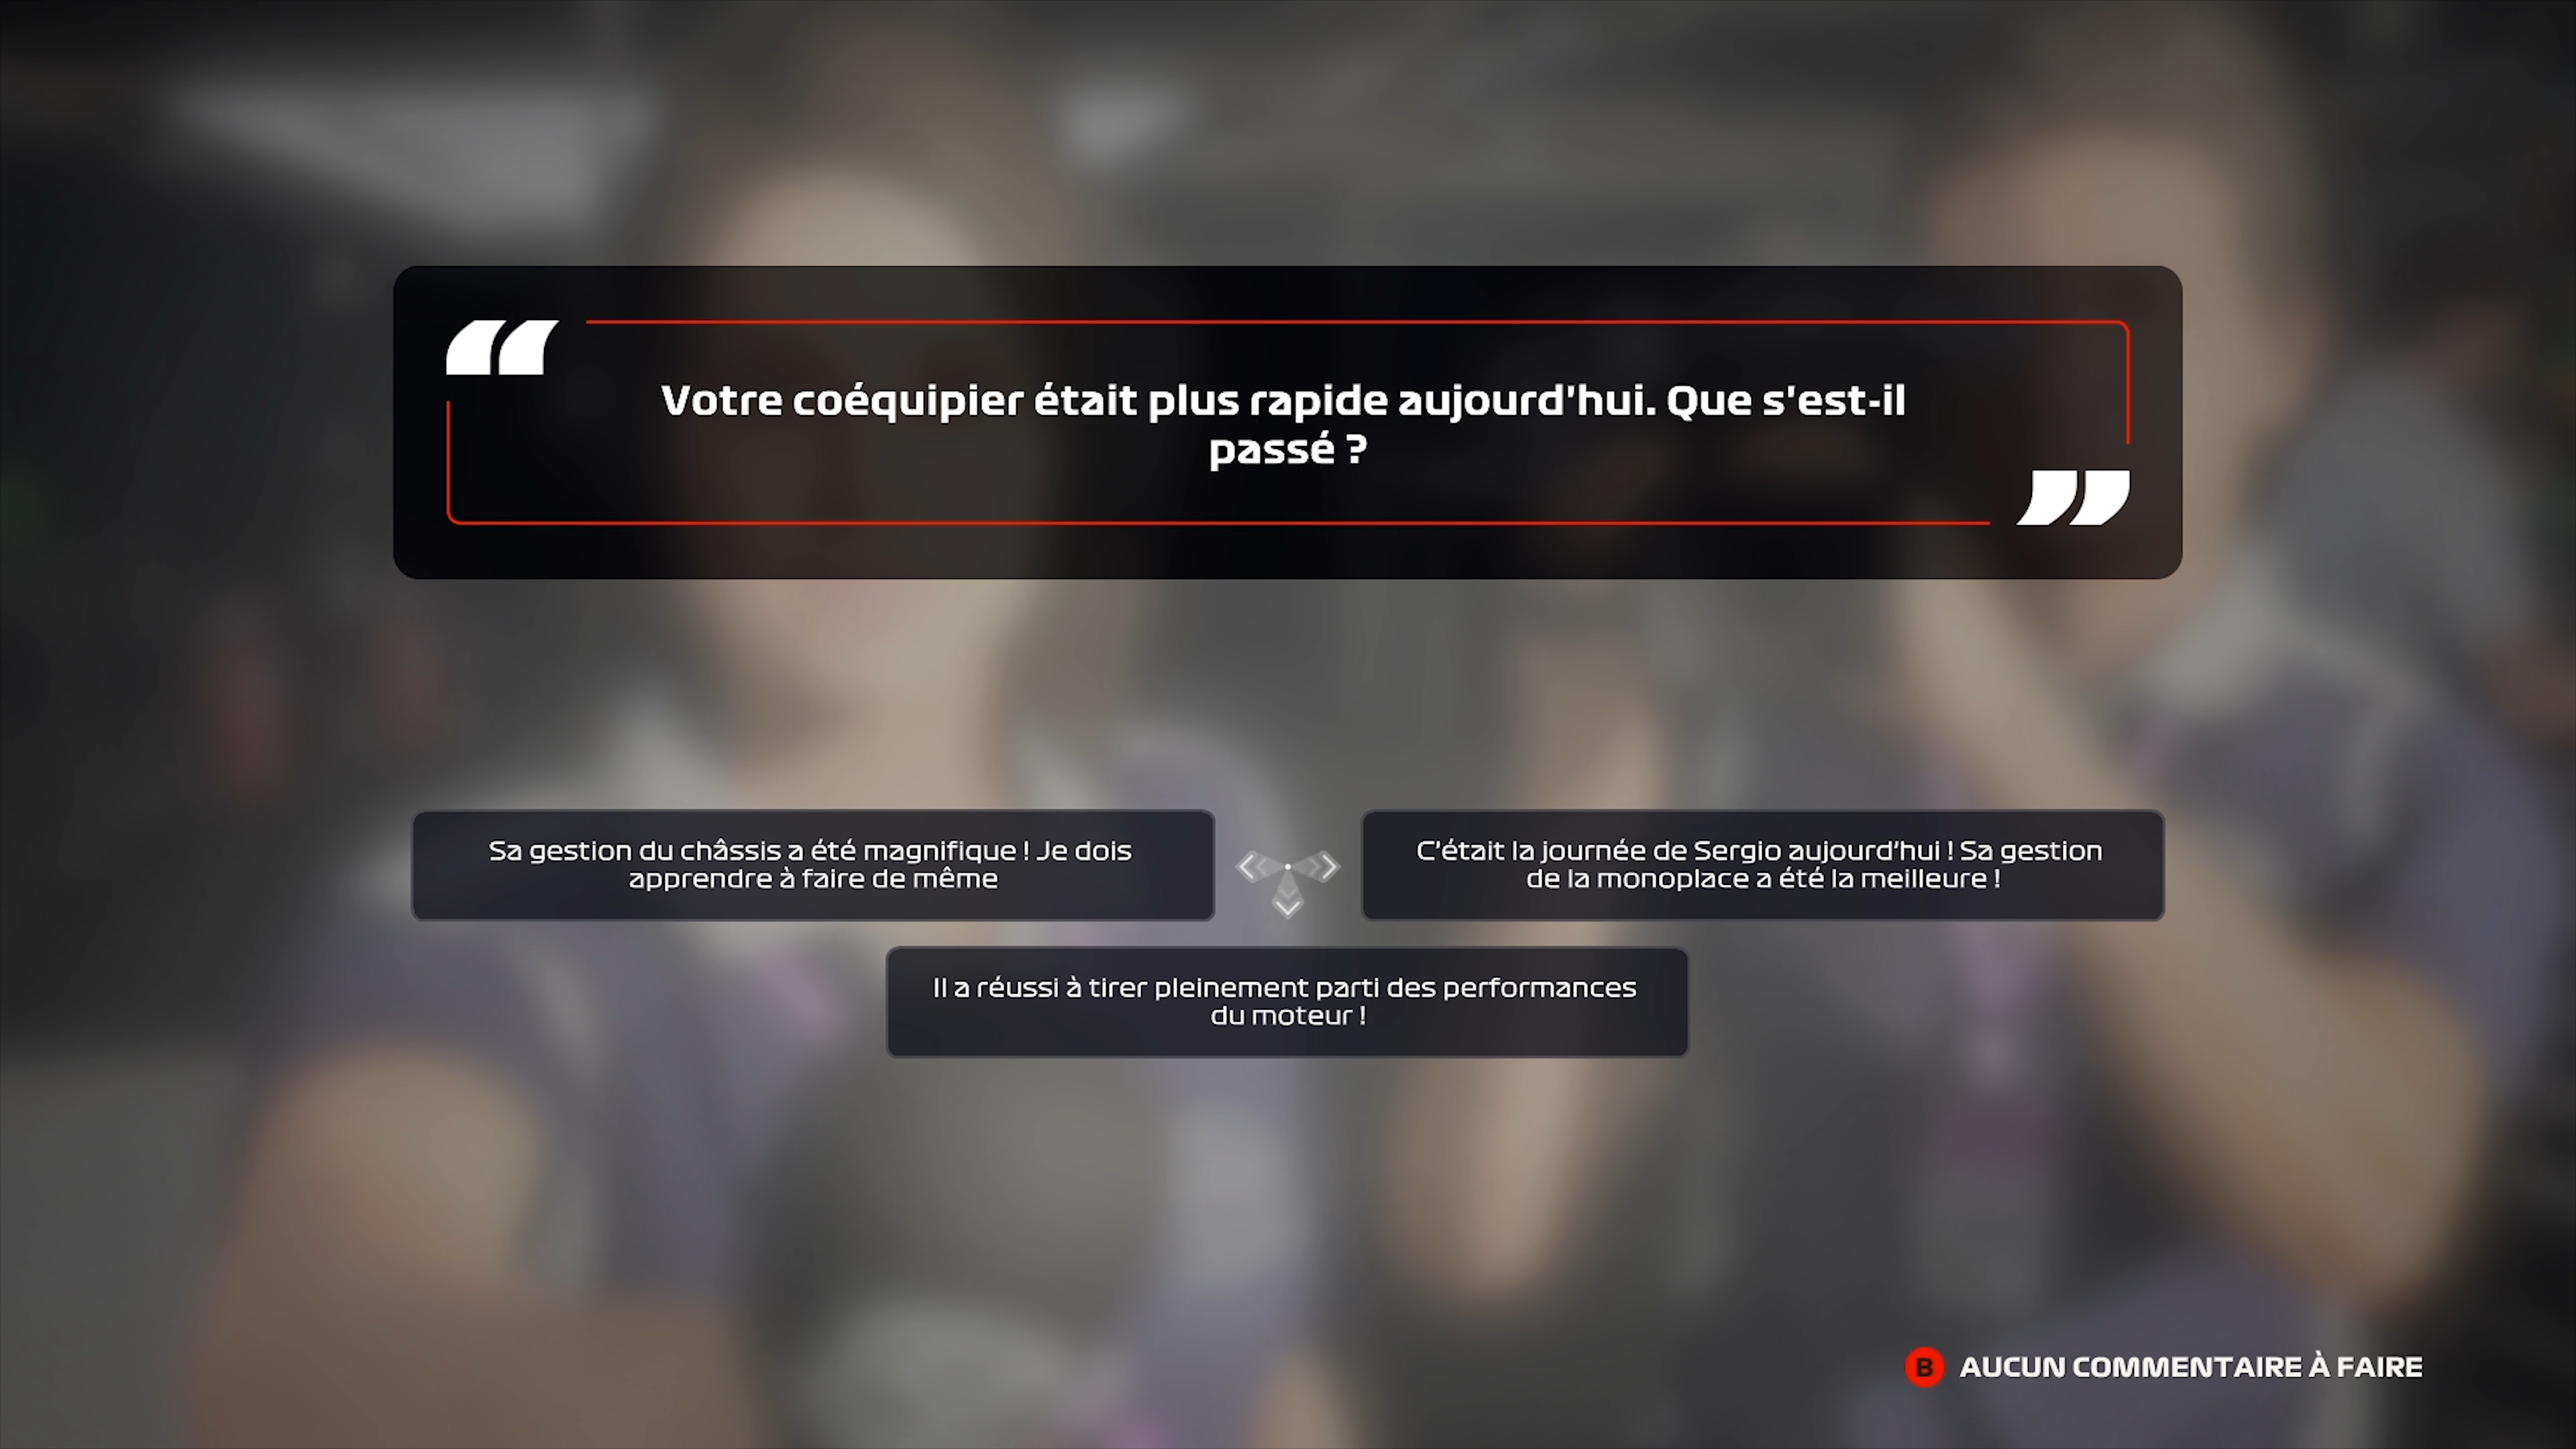 Votre coéquipier était plus rapide aujourd'hui. Que s'est-il
passé ?
Sa gestion du châssis a été magnifique ! Je dois
apprendre à faire de même
C'était la journée de Sergio aujourd'hui ! Sa gestion
de la monoplace a été la meilleure !
Il a réussi à tirer pleinement parti des performances
du moteur !
B AUCUN COMMENTAIRE À FAIRE